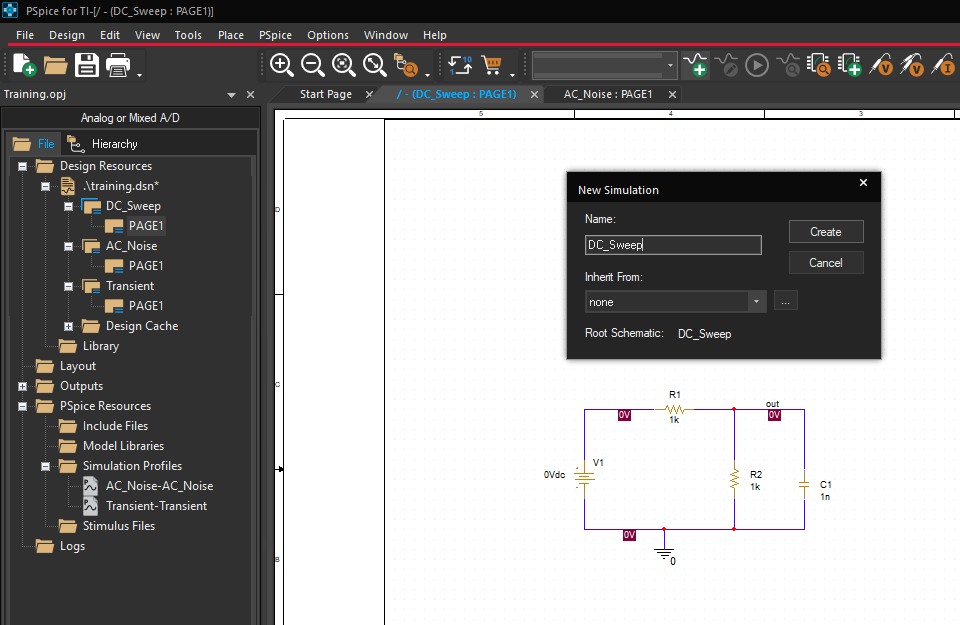 PSpice for TI-[/ - (DC_Sweep : PAGE1)]
File Design Edit View Tools Place PSpice Options Window Help
Training.opj
Start Page / - (DC_Sweep : PAGE1) AC_Noise : PAGE1
Analog or Mixed A/D
File Hierarchy
Design Resources
.\training.dsn*
DC_Sweep
PAGE1
AC_Noise
PAGE1
Transient
PAGE1
Design Cache
Library
Layout
Outputs
PSpice Resources
Include Files
Model Libraries
Simulation Profiles
AC_Noise-AC_Noise
Transient-Transient
Stimulus Files
Logs
5 4 3
D
C
B
New Simulation
Name:
DC_Sweep
Create
Cancel
Inherit From:
none
...
Root Schematic: DC_Sweep
R1
1k
0V
out
0V
V1
0Vdc
R2
1k
C1
1n
0V
0